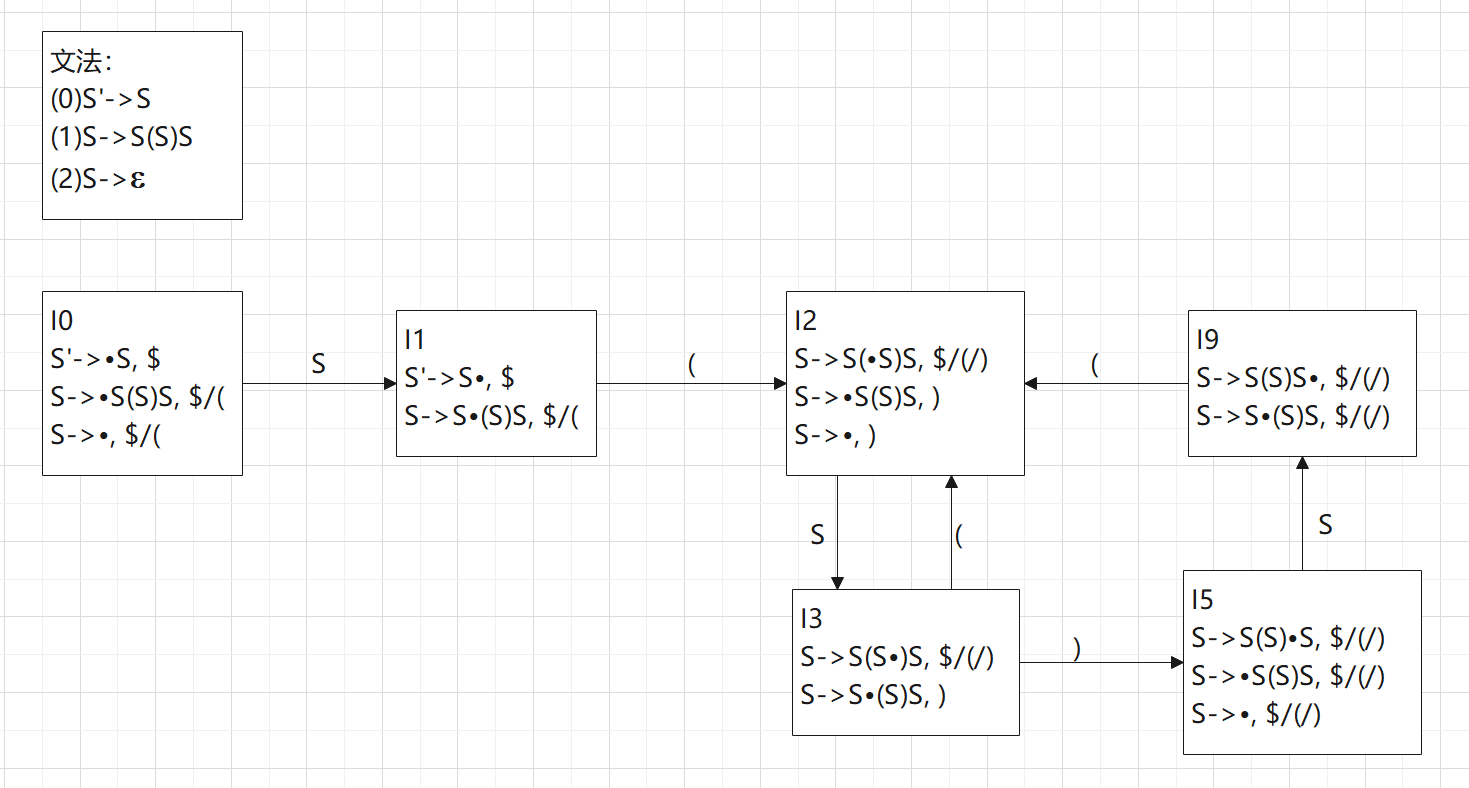 文法：
(0)S'->S
(1)S->S(S)S
(2)S->ε
I0
S'->•S, $
S->•S(S)S, $/(
S->•, $/(
S
I1
S'->S•, $
S->S•(S)S, $/(
(
I2
S->S(•S)S, $/(/)
S->•S(S)S, )
S->•, )
(
I9
S->S(S)S•, $/(/)
S->S•(S)S, $/(/)
S
(
S
I3
S->S(S•)S, $/(/)
S->S•(S)S, )
)
I5
S->S(S)•S, $/(/)
S->•S(S)S, $/(/)
S->•, $/(/)